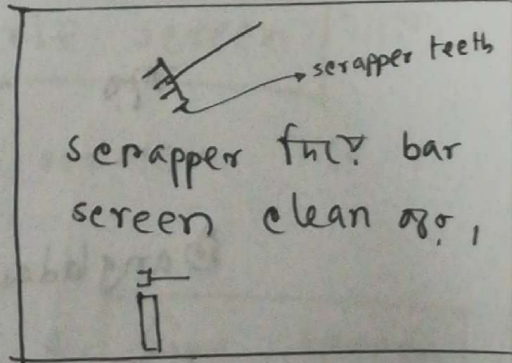 scrapper teeth
scrapper দিয়ে bar
screen clean হয়,